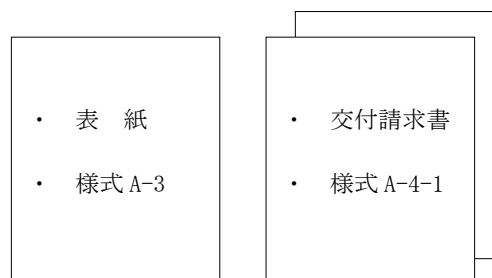 ・ 表　紙
・ 様式 A-3
・ 交付請求書
・ 様式 A-4-1